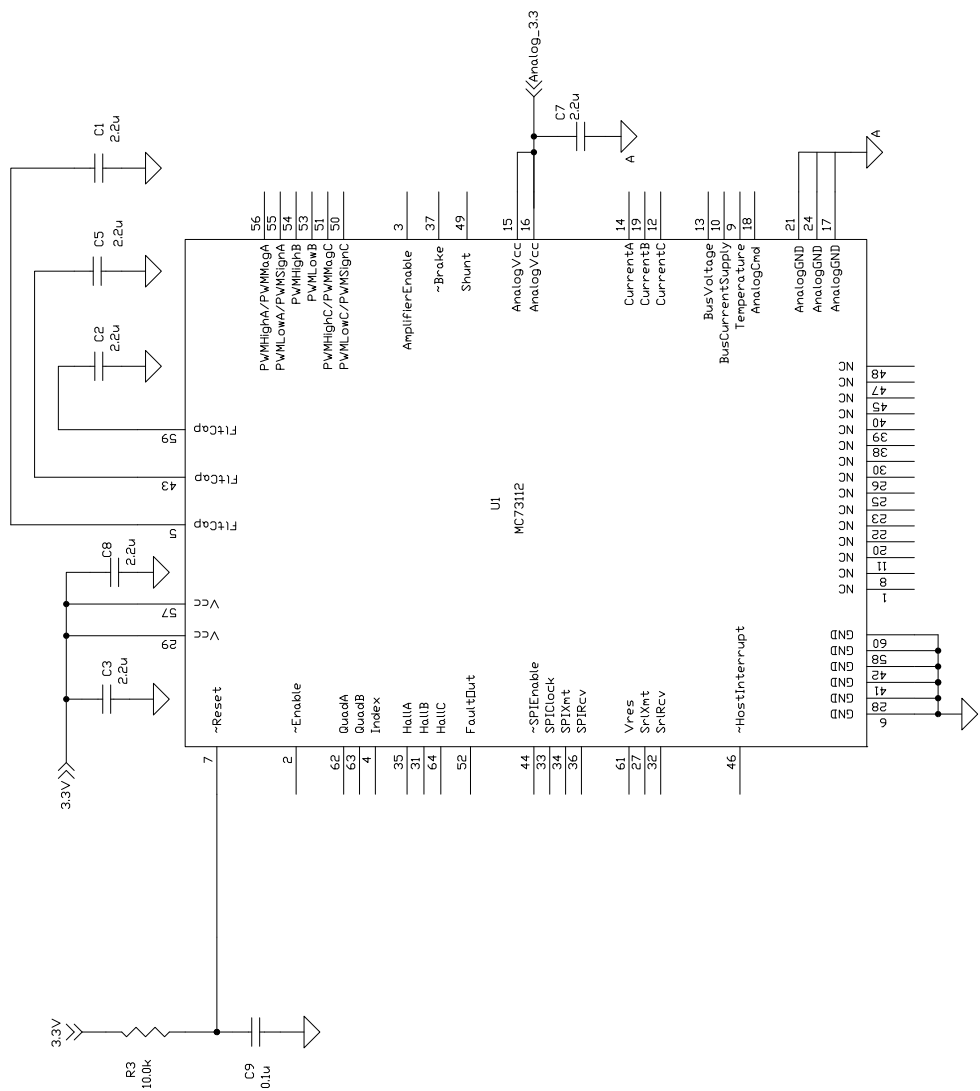 Analog_3.3
C1
2.2u
C5
2.2u
C2
2.2u
C7
2.2u
A
A
C8
2.2u
C3
2.2u
3.3V
3.3V
R3
10.0k
C9
0.1u
U1
MC73112
59 FltCap
43 FltCap
5 FltCap
57 Vcc
29 Vcc
56 PWMHighA/PWMMagA
55 PWMLowA/PWMSignA
54 PWMHighB
53 PWMLowB
51 PWMHighC/PWMMagC
50 PWMLowC/PWMSignC
3 AmplifierEnable
37 ~Brake
49 Shunt
15 AnalogVcc
16 AnalogVcc
14 CurrentA
19 CurrentB
12 CurrentC
13 BusVoltage
10 BusCurrentSupply
9 Temperature
18 AnalogCmd
21 AnalogGND
24 AnalogGND
17 AnalogGND
7 ~Reset
2 ~Enable
62 QuadA
63 QuadB
4 Index
35 HallA
31 HallB
64 HallC
52 FaultOut
44 ~SPIEnable
33 SPIClock
34 SPIXmt
36 SPIRcv
61 Vres
27 SrlXmt
32 SrlRcv
46 ~HostInterrupt
NC 48
NC 47
NC 45
NC 40
NC 39
NC 38
NC 30
NC 26
NC 25
NC 23
NC 22
NC 20
NC 11
NC 8
NC 1
GND 60
GND 58
GND 42
GND 41
GND 28
GND 6